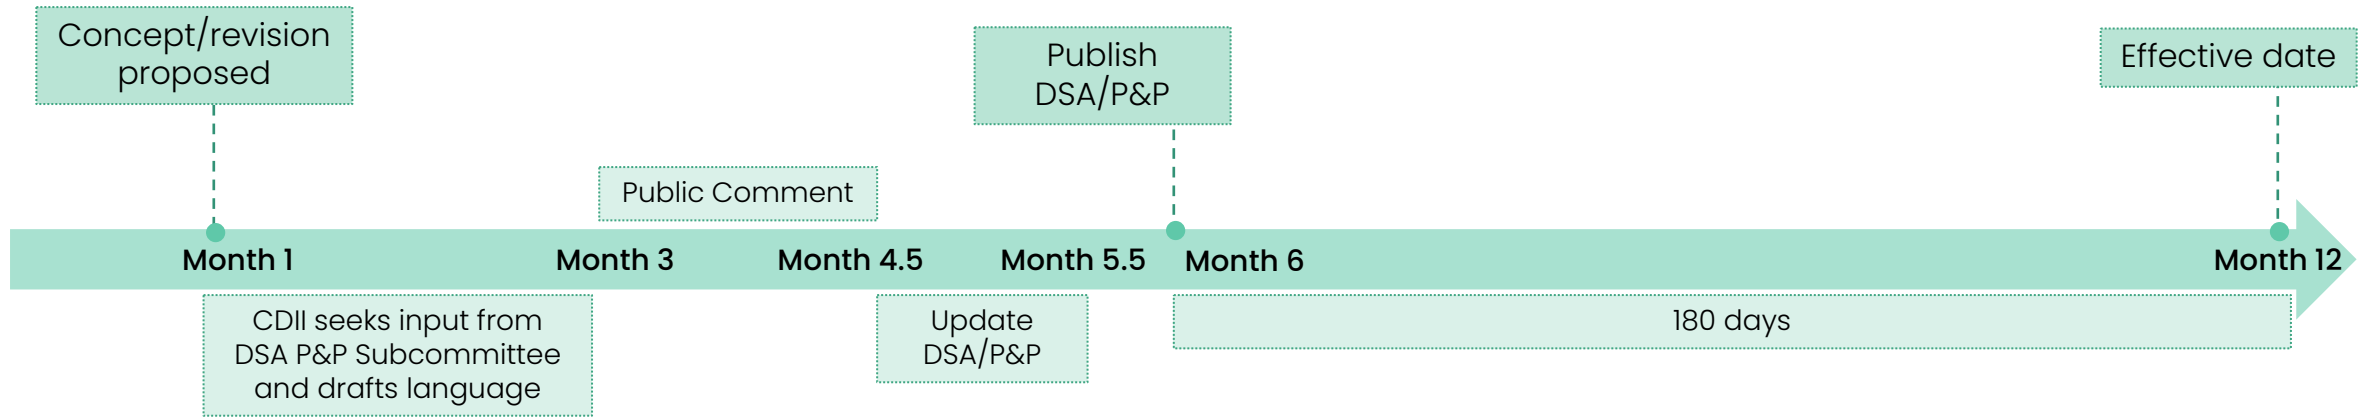 Concept/revision
proposed
Publish
DSA/P&P
Effective date
Public Comment
Month 1
Month 3
Month 4.5
Month 5.5
Month 6
Month 12
CDII seeks input from
DSA P&P Subcommittee
and drafts language
Update
DSA/P&P
180 days